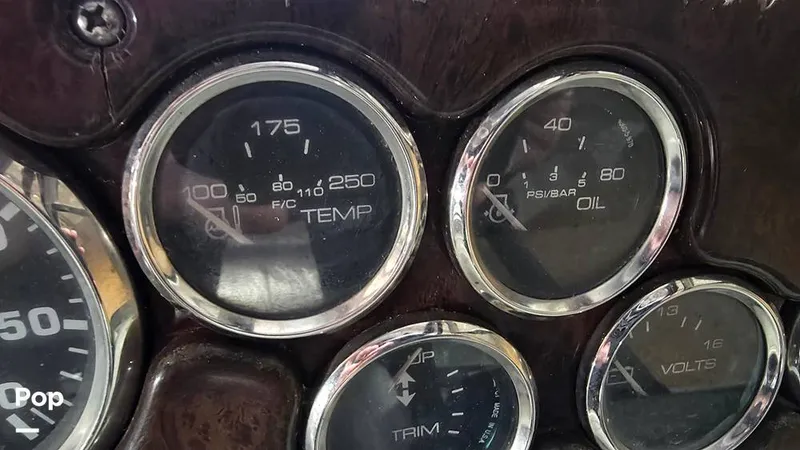 175
100 50 80 110 250
F/C
TEMP
40
0 1 3 5 80
PSI/BAR
OIL
50
UP
TRIM
MADE IN U.S.A.
13
16
VOLTS
Pop